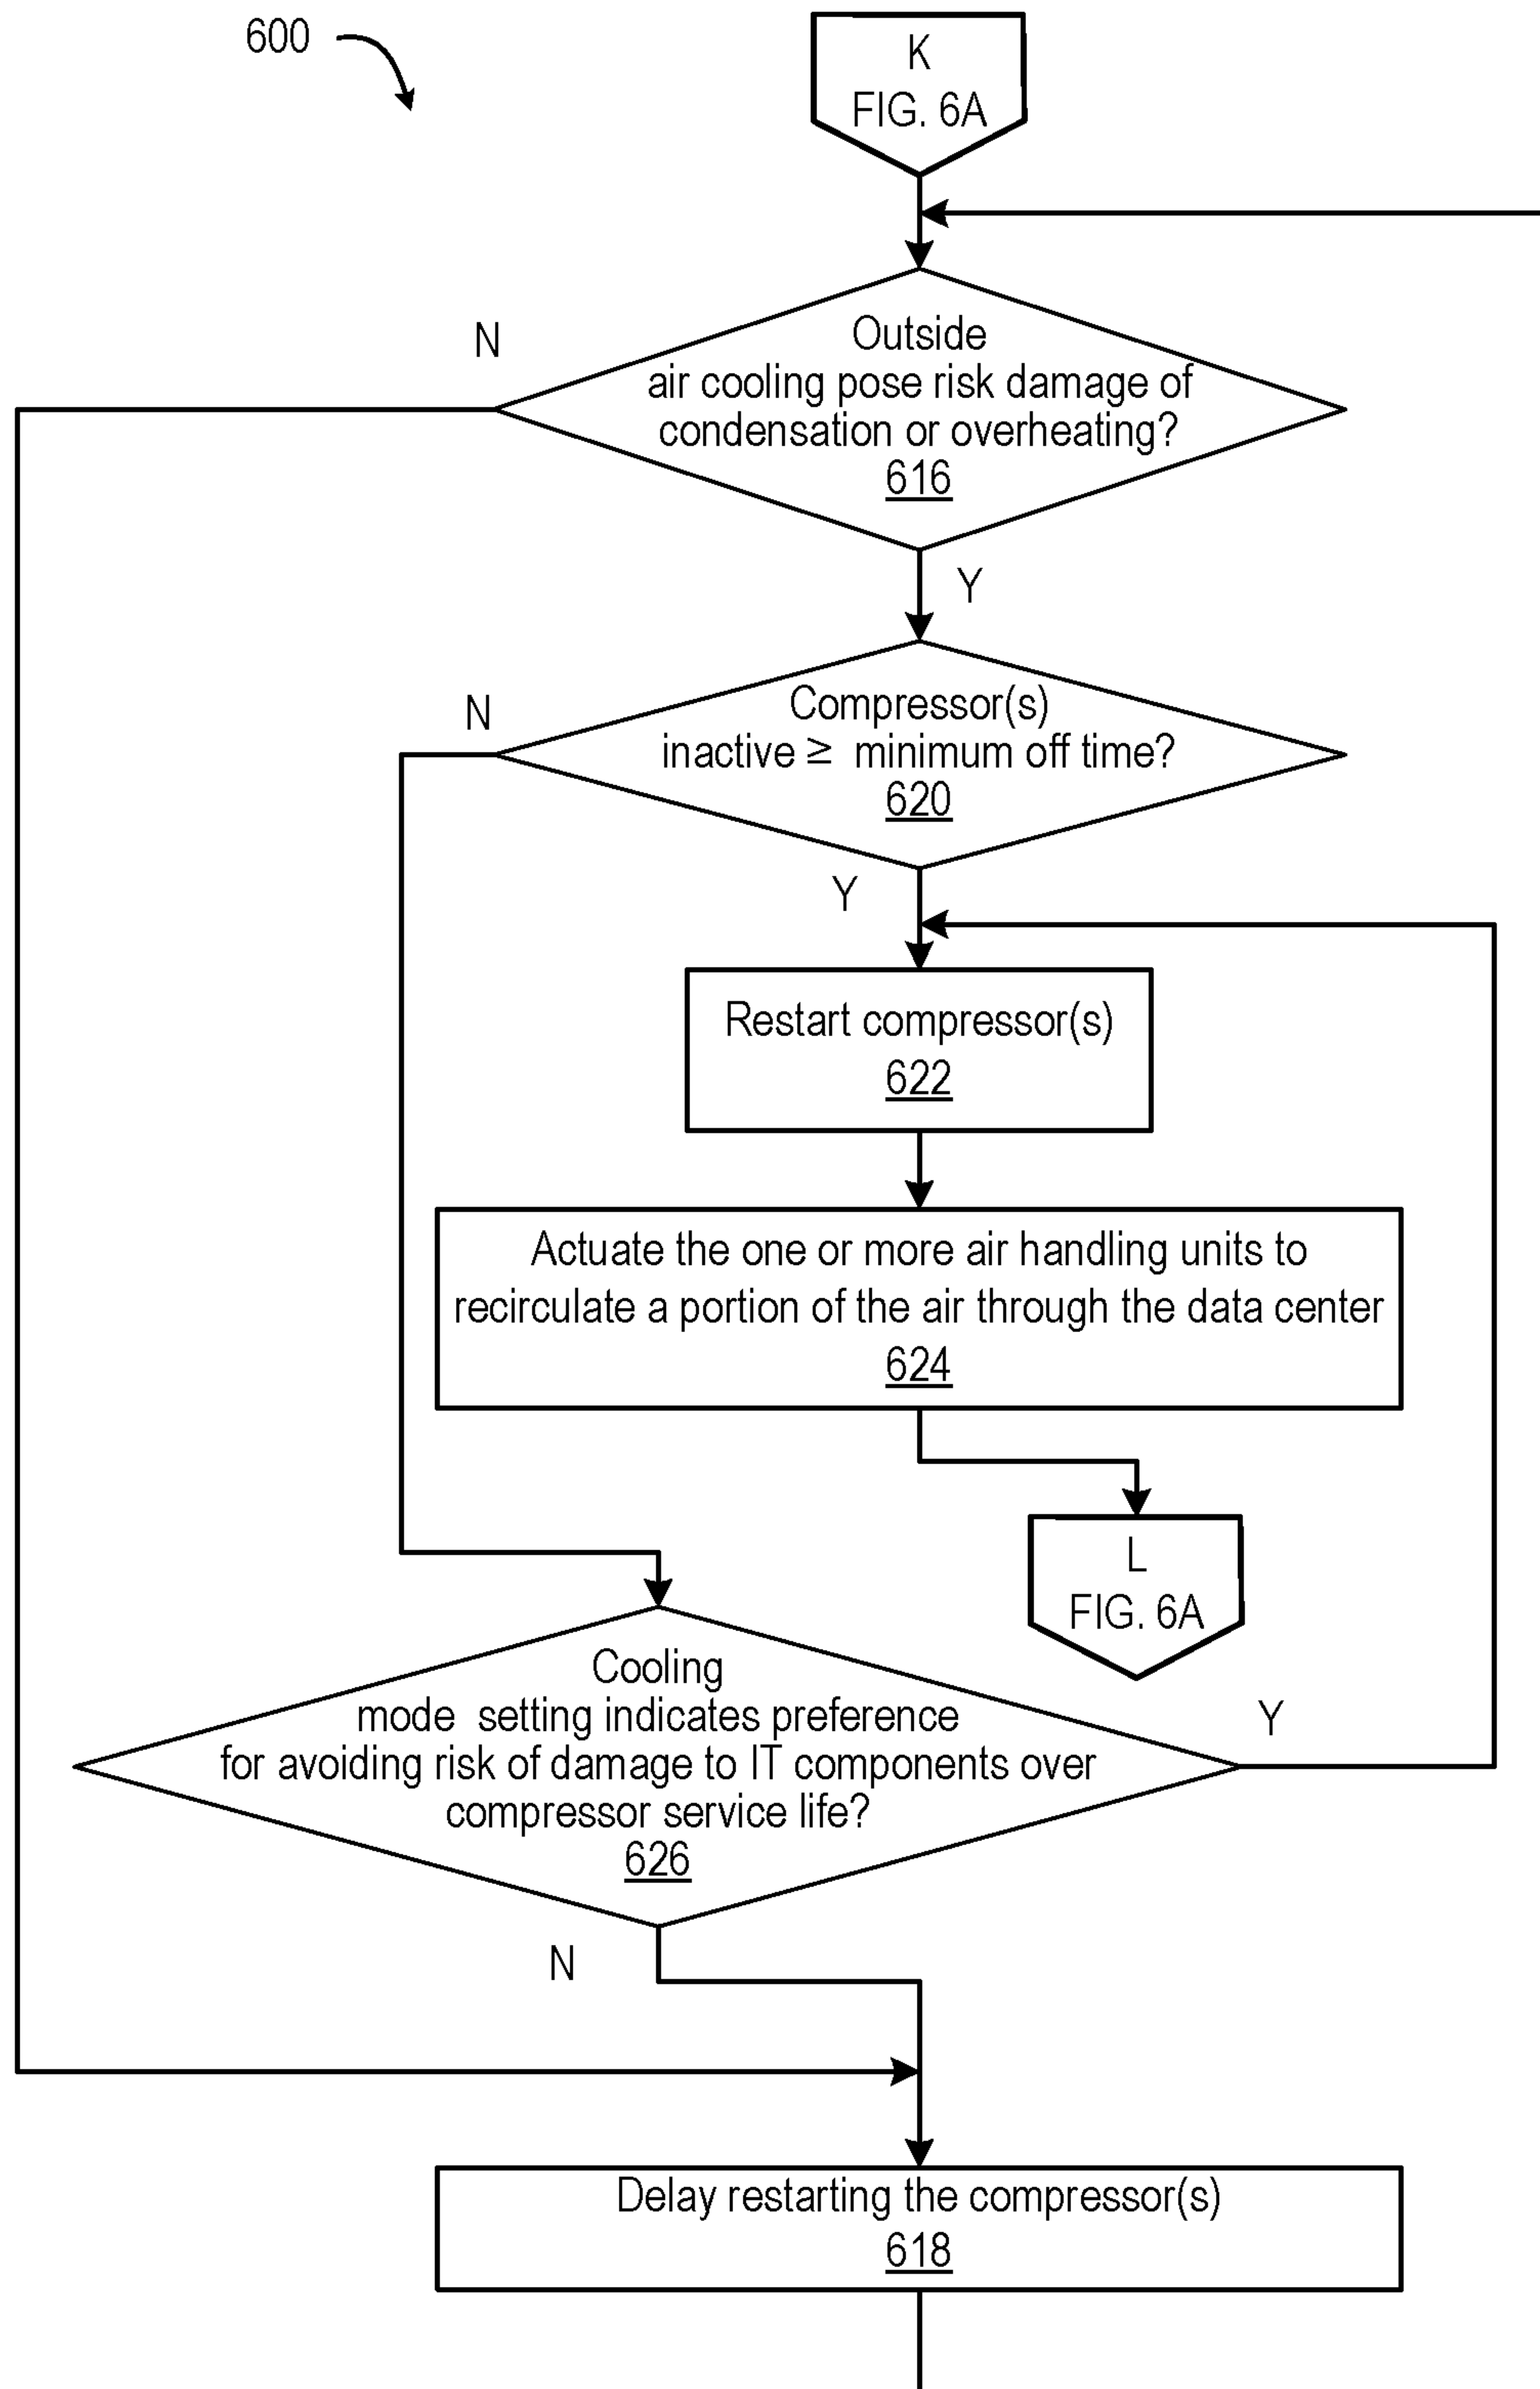 600
K
FIG. 6A
N
Outside
air cooling pose risk damage of
condensation or overheating?
616
Y
N
Compressor(s)
inactive ≥ minimum off time?
620
Y
Restart compressor(s)
622
Actuate the one or more air handling units to
recirculate a portion of the air through the data center
624
L
FIG. 6A
Cooling
mode setting indicates preference
for avoiding risk of damage to IT components over
compressor service life?
626
Y
N
Delay restarting the compressor(s)
618